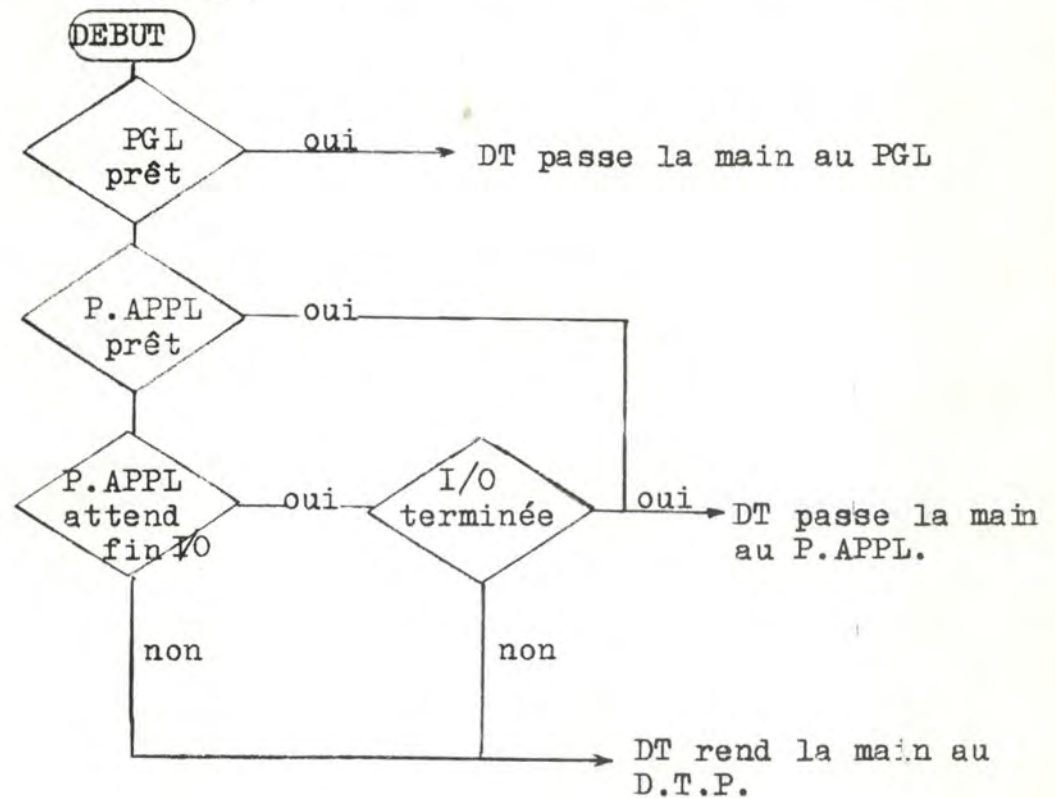 DEBUT
PGL
prêt
oui
DT passe la main au PGL
P.APPL
prêt
oui
P.APPL
attend
fin I/O
oui
I/O
terminée
oui
DT passe la main
au P.APPL.
non
non
DT rend la main au
D.T.P.